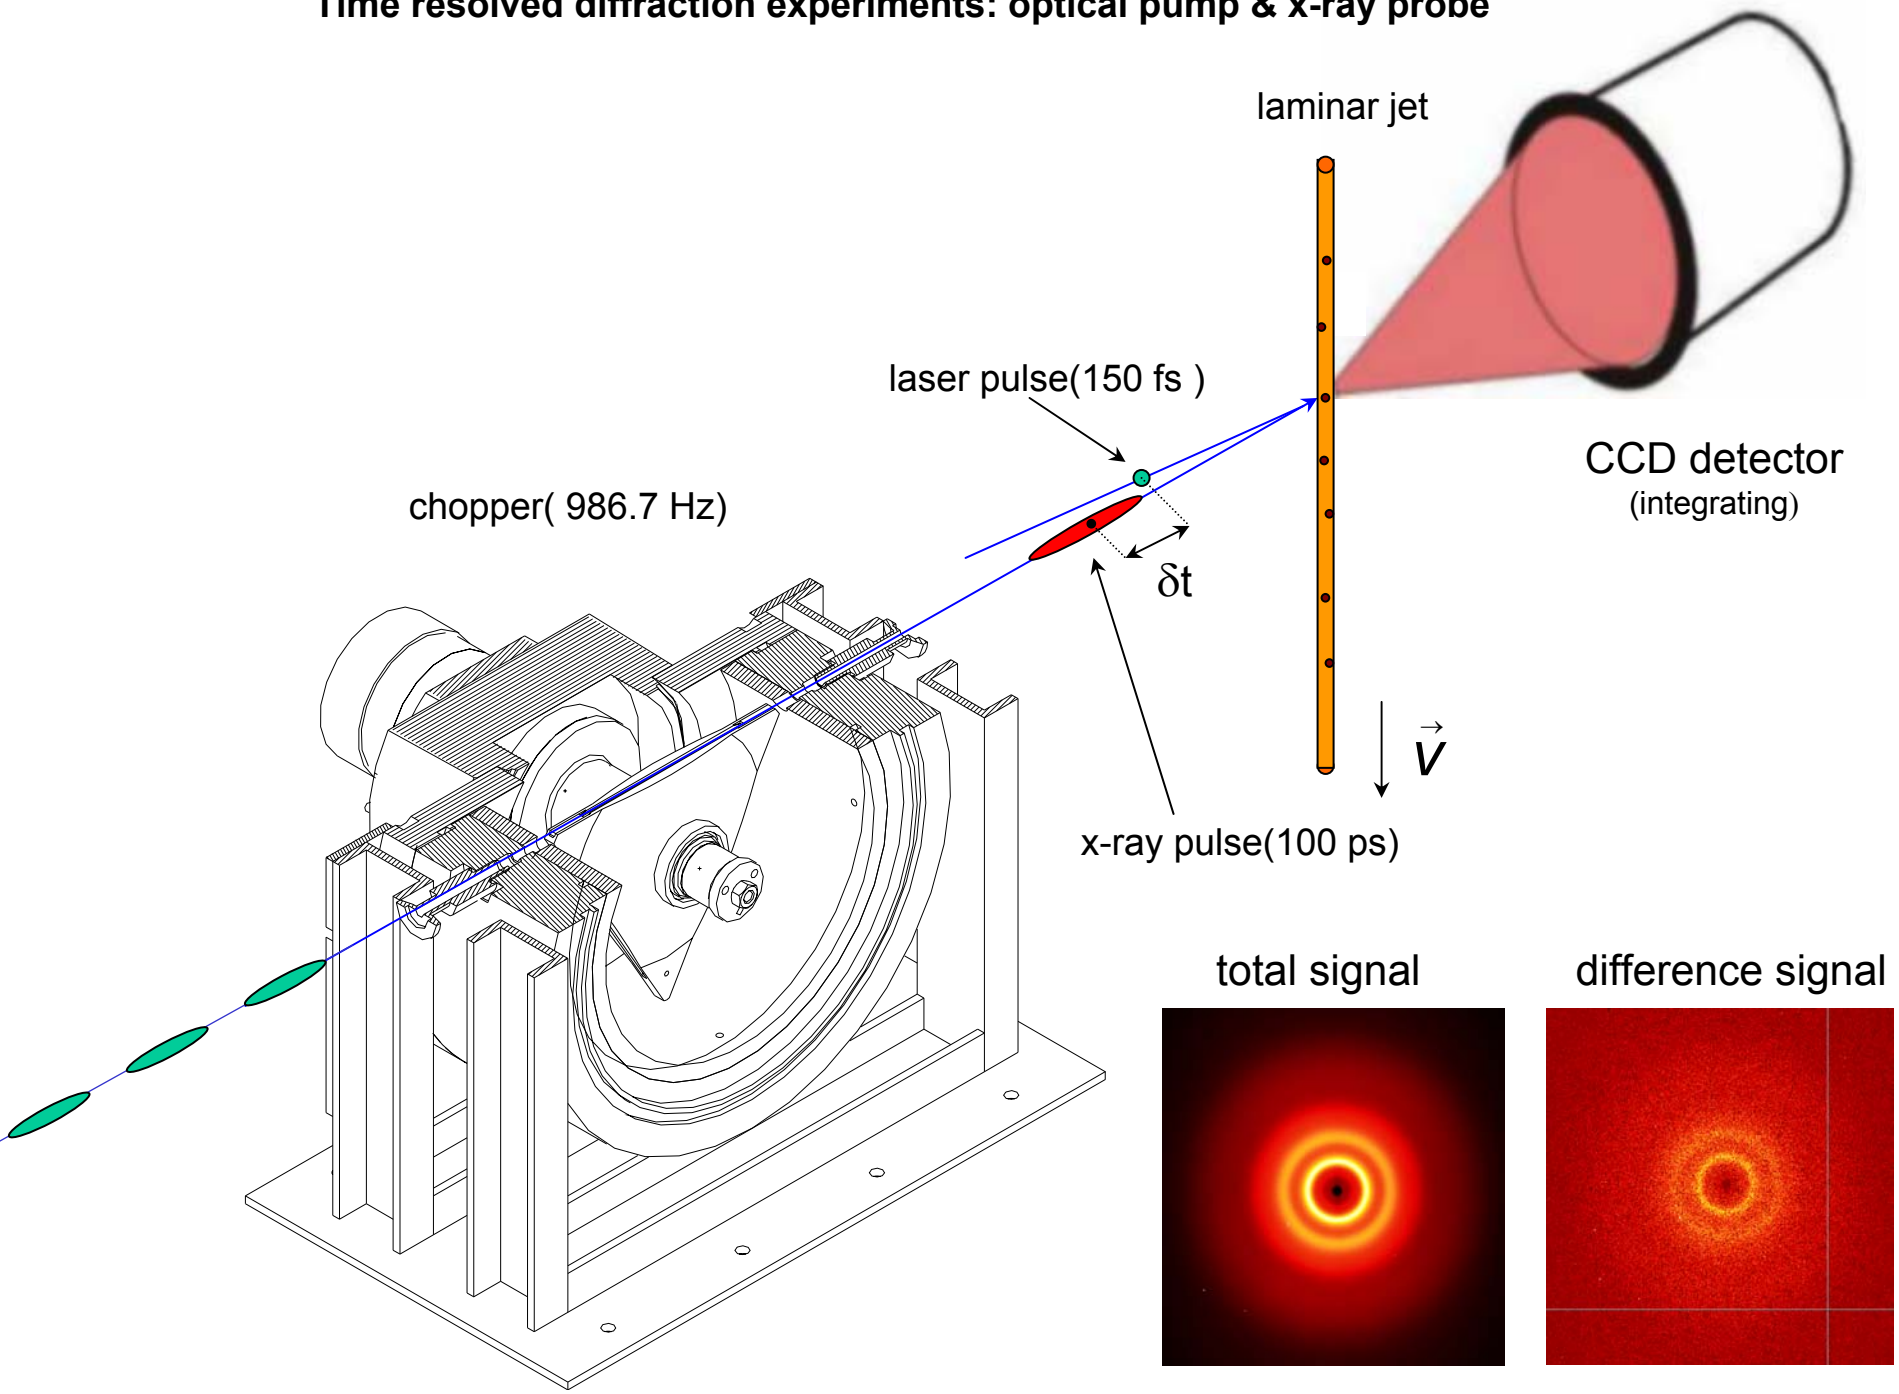 Time resolved diffraction experiments: optical pump & x-ray probe
laminar jet
laser pulse(150 fs )
CCD detector
(integrating)
chopper( 986.7 Hz)
δt
v
x-ray pulse(100 ps)
total signal
difference signal